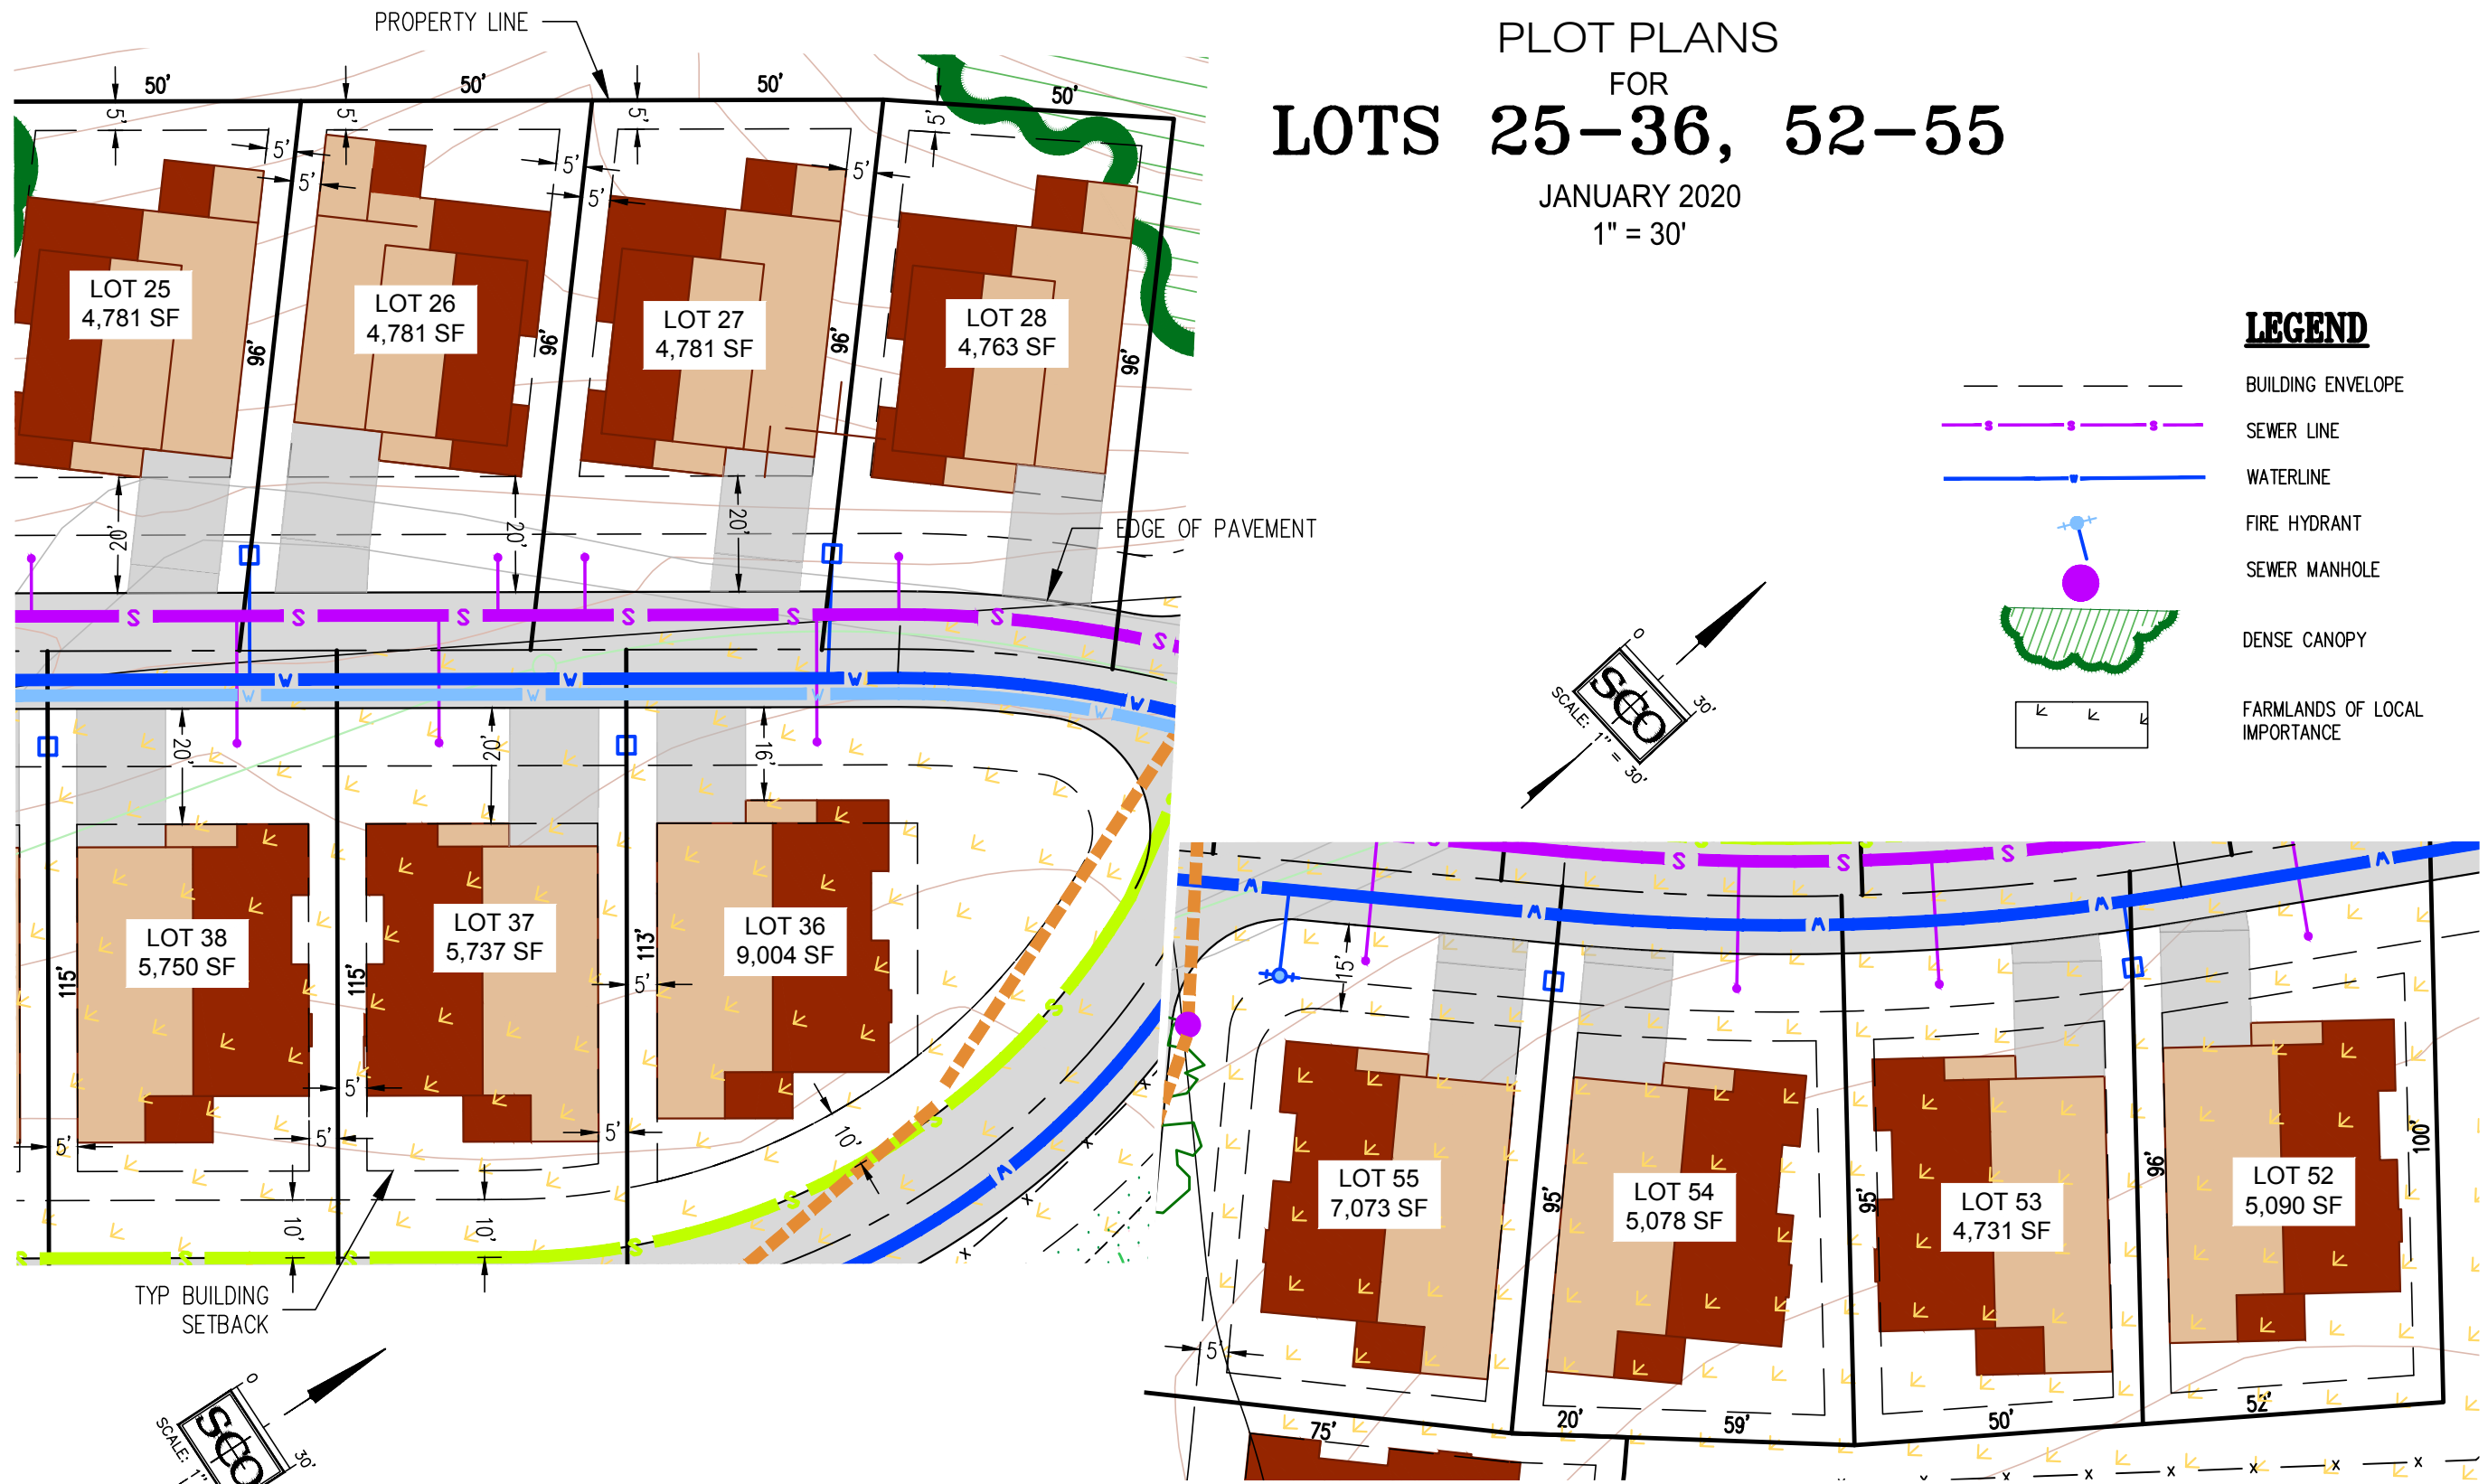 PLOT PLANS
FOR
LOTS 25-36, 52-55
JANUARY 2020
1" = 30'
PROPERTY LINE
50'
50'
50'
50'
5'
5'
5'
5'
5'
5'
5'
5'
5'
LOT 25
4,781 SF
LOT 26
4,781 SF
LOT 27
4,781 SF
LOT 28
4,763 SF
96'
96'
96'
96'
20'
20'
20'
EDGE OF PAVEMENT
S S S S S S S
W W W W
W W W W
20'
20'
16'
LOT 38
5,750 SF
LOT 37
5,737 SF
LOT 36
9,004 SF
115'
115'
113'
5'
5'
5'
5'
5'
10'
10'
10'
S S S S S S
W
TYP BUILDING
SETBACK
SCO
SCALE: 1"
0
30'
LEGEND
BUILDING ENVELOPE
S S S
SEWER LINE
W
WATERLINE
FIRE HYDRANT
SEWER MANHOLE
DENSE CANOPY
FARMLANDS OF LOCAL
IMPORTANCE
0
30'
SCO
SCALE: 1" = 30'
S S S
W W W W W
15'
LOT 55
7,073 SF
LOT 54
5,078 SF
LOT 53
4,731 SF
LOT 52
5,090 SF
95'
95'
96'
100'
5'
75'
20'
59'
50'
52'
x x x x x x x x